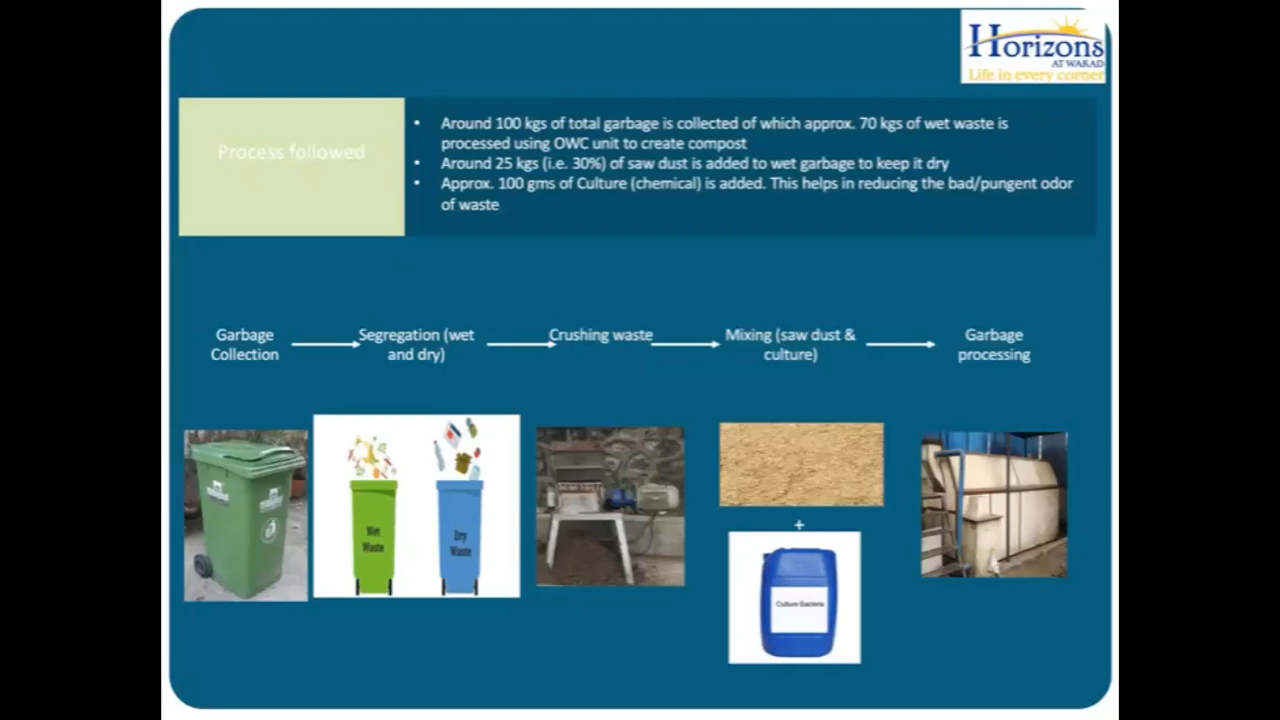 Horizons
AT WAKAD
Life in every corner
Process followed
• Around 100 kgs of total garbage is collected of which approx. 70 kgs of wet waste is
processed using OWC unit to create compost
• Around 25 kgs (i.e. 30%) of saw dust is added to wet garbage to keep it dry
• Approx. 100 gms of Culture (chemical) is added. This helps in reducing the bad/pungent odor
of waste
Garbage
Collection
Segregation (wet
and dry)
Crushing waste
Mixing (saw dust &
culture)
Garbage
processing
Wet
Waste
Dry
Waste
+
Culture Bacteria